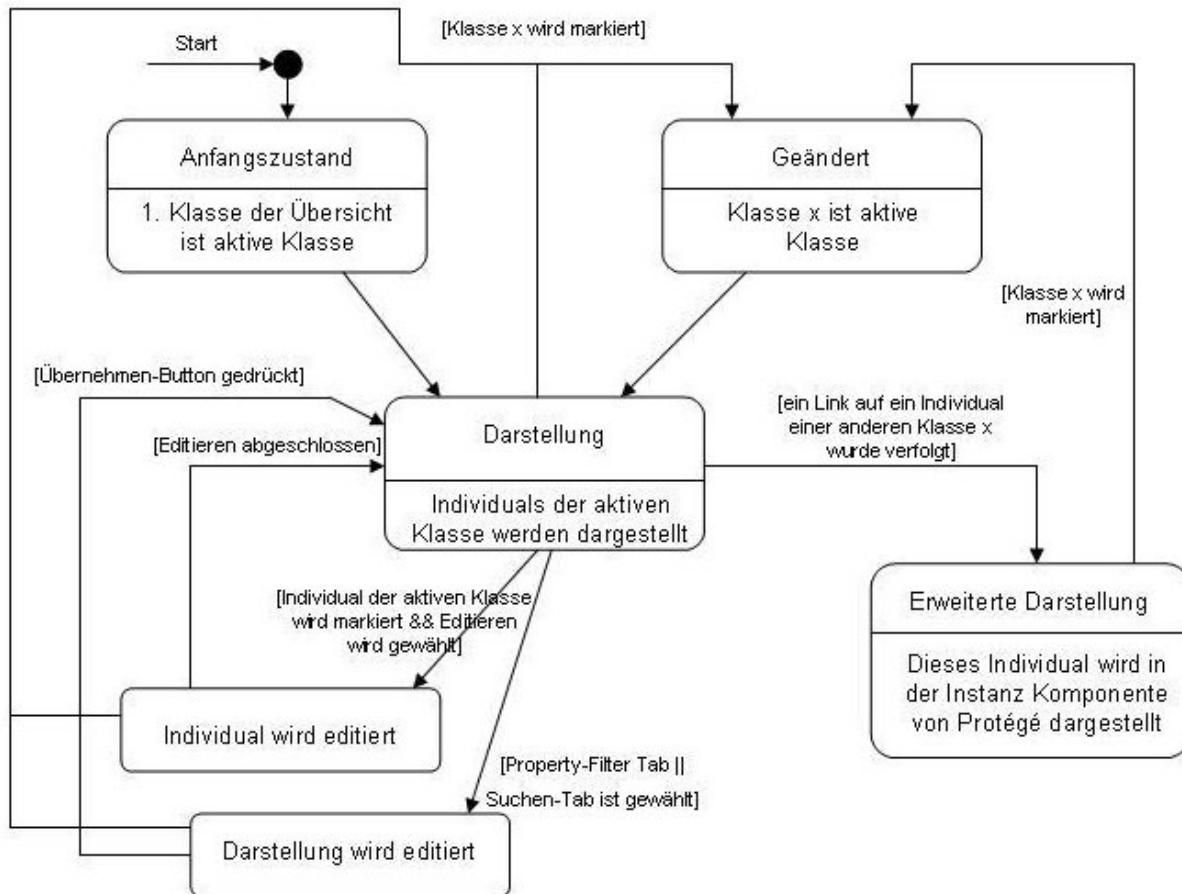 [Klasse x wird markiert]
Start
Anfangszustand
1. Klasse der Übersicht
ist aktive Klasse
Geändert
Klasse x ist aktive
Klasse
[Klasse x wird
markiert]
[Übernehmen-Button gedrückt]
[Editieren abgeschlossen]
Darstellung
Individuals der aktiven
Klasse werden dargestellt
[ein Link auf ein Individual
einer anderen Klasse x
wurde verfolgt]
[Individual der aktiven Klasse
wird markiert && Editieren
wird gewählt]
Erweiterte Darstellung
Dieses Individual wird in
der Instanz Komponente
von Protégé dargestellt
Individual wird editiert
[Property-Filter Tab ||
Suchen-Tab ist gewählt]
Darstellung wird editiert